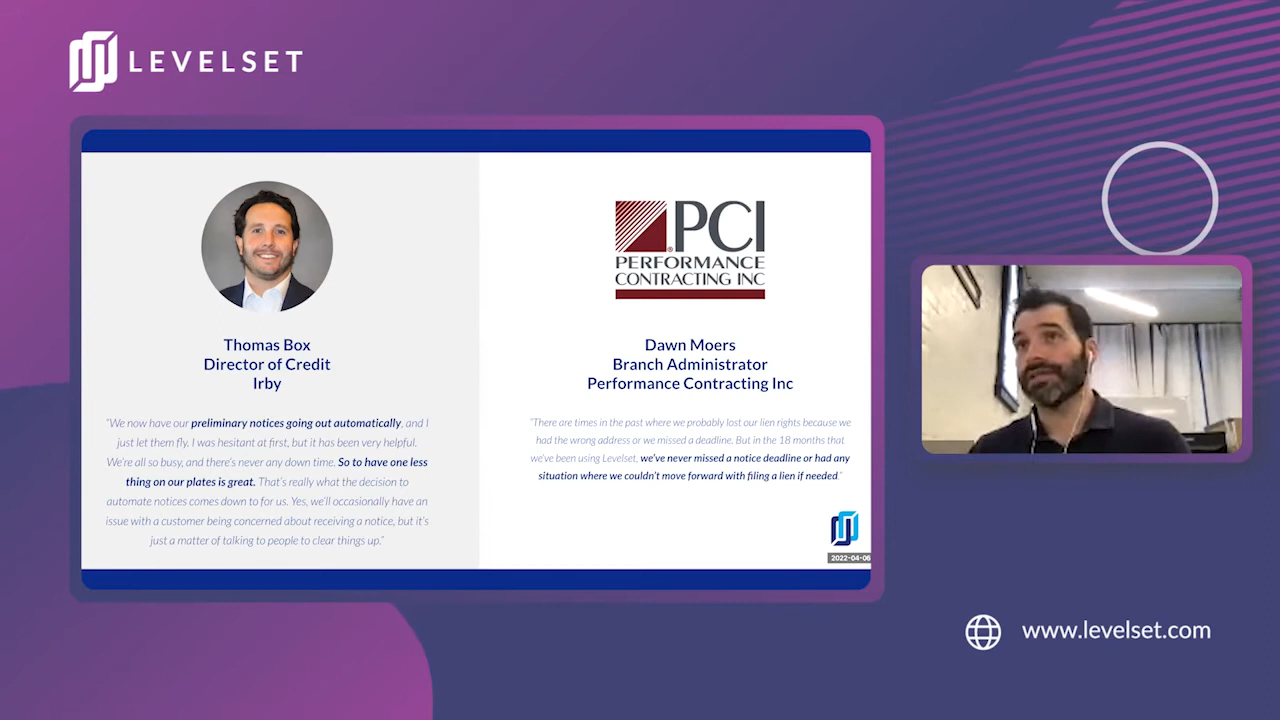 LEVELSET
PCI
PERFORMANCE
CONTRACTING INC
Thomas Box
Director of Credit
Irby
"We now have our preliminary notices going out automatically, and I
just let them fly. I was hesitant at first, but it has been very helpful.
We're all so busy, and there's never any down time. So to have one less
thing on our plates is great. That's really what the decision to
automate notices comes down to for us. Yes, we'll occasionally have an
issue with a customer being concerned about receiving a notice, but it's
just a matter of talking to people to clear things up."
Dawn Moers
Branch Administrator
Performance Contracting Inc
"There are times in the past where we probably lost our lien rights because we
had the wrong address or we missed a deadline. But in the 18 months that
we've been using Levelset, we've never missed a notice deadline or had any
situation where we couldn't move forward with filing a lien if needed."
2022-04-06
www.levelset.com